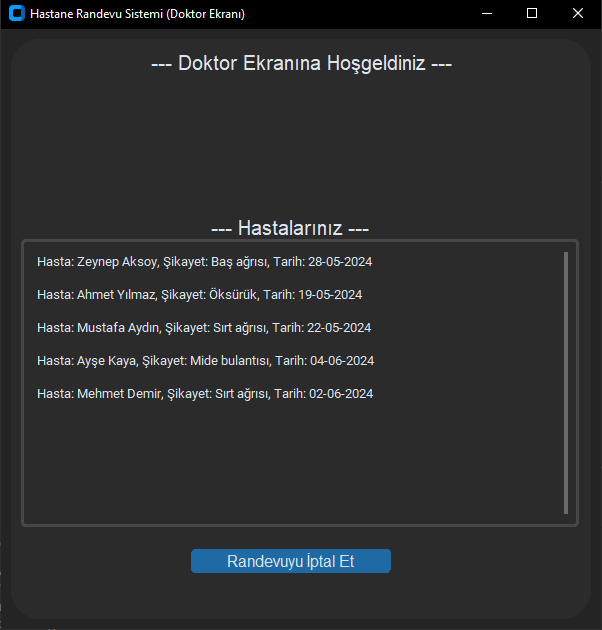 Hastane Randevu Sistemi (Doktor Ekranı)
--- Doktor Ekranına Hoşgeldiniz ---
--- Hastalarınız ---
Hasta: Zeynep Aksoy, Şikayet: Baş ağrısı, Tarih: 28-05-2024
Hasta: Ahmet Yılmaz, Şikayet: Öksürük, Tarih: 19-05-2024
Hasta: Mustafa Aydın, Şikayet: Sırt ağrısı, Tarih: 22-05-2024
Hasta: Ayşe Kaya, Şikayet: Mide bulantısı, Tarih: 04-06-2024
Hasta: Mehmet Demir, Şikayet: Sırt ağrısı, Tarih: 02-06-2024
Randevuyu İptal Et